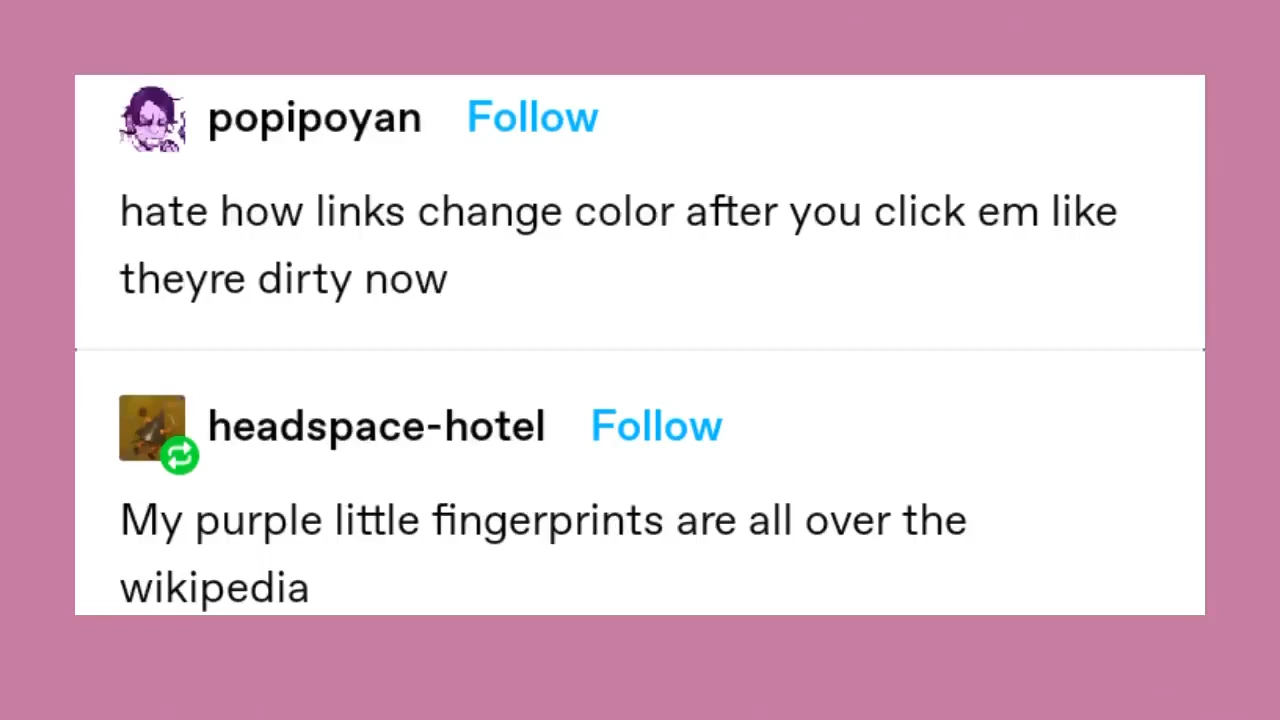 popipoyan Follow
hate how links change color after you click em like
theyre dirty now
headspace-hotel Follow
My purple little fingerprints are all over the
wikipedia